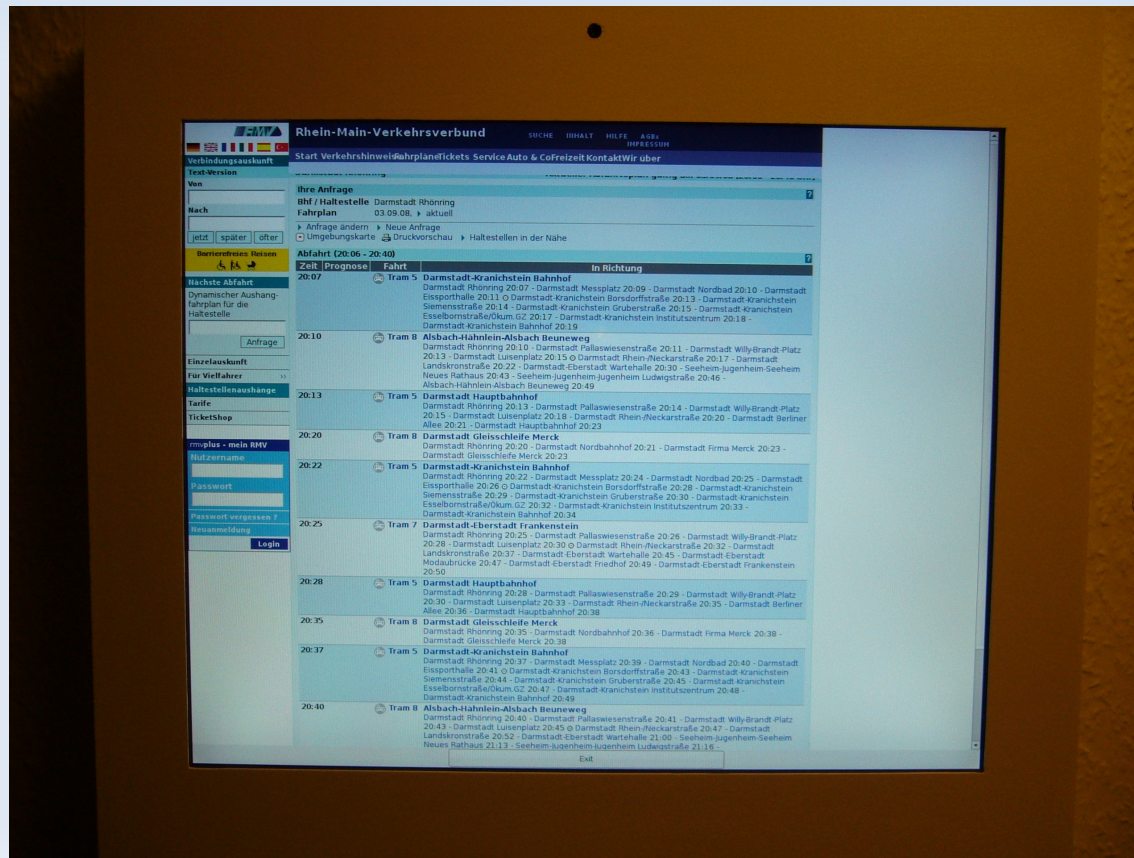 RMV
Rhein-Main-Verkehrsverbund
SUCHE INHALT HILFE AGBs
IMPRESSUM
Start Verkehrshinweise Fahrpläne Tickets Service Auto & Co Freizeit Kontakt Wir über
Verbindungsauskunft
Text-Version
Von
Nach
jetzt später öfter
Barrierefreies Reisen
Nächste Abfahrt
Dynamischer Aushang-
fahrplan für die
Haltestelle
Anfrage
Einzelauskunft
Für Vielfahrer >>
Haltestellenaushänge
Tarife
TicketShop
rmvplus - mein RMV
Nutzername
Passwort
Passwort vergessen ?
Neuanmeldung
Login
Ihre Anfrage ?
Bhf / Haltestelle Darmstadt Rhönring
Fahrplan 03.09.08, aktuell
Anfrage ändern Neue Anfrage
Umgebungskarte Druckvorschau Haltestellen in der Nähe
Abfahrt (20:06 - 20:40) ?
Zeit Prognose Fahrt In Richtung
20:07 Tram 5 Darmstadt-Kranichstein Bahnhof
Darmstadt Rhönring 20:07 - Darmstadt Messplatz 20:09 - Darmstadt Nordbad 20:10 - Darmstadt
Eissporthalle 20:11 Darmstadt-Kranichstein Borsdorffstraße 20:13 - Darmstadt-Kranichstein
Siemensstraße 20:14 - Darmstadt-Kranichstein Gruberstraße 20:15 - Darmstadt-Kranichstein
Esselbornstraße/Ökum.GZ 20:17 - Darmstadt-Kranichstein Institutszentrum 20:18 -
Darmstadt-Kranichstein Bahnhof 20:19
20:10 Tram 8 Alsbach-Hähnlein-Alsbach Beuneweg
Darmstadt Rhönring 20:10 - Darmstadt Pallaswiesenstraße 20:11 - Darmstadt Willy-Brandt-Platz
20:13 - Darmstadt Luisenplatz 20:15 Darmstadt Rhein-/Neckarstraße 20:17 - Darmstadt
Landskronstraße 20:22 - Darmstadt-Eberstadt Wartehalle 20:30 - Seeheim-Jugenheim-Seeheim
Neues Rathaus 20:43 - Seeheim-Jugenheim-Jugenheim Ludwigstraße 20:46 -
Alsbach-Hähnlein-Alsbach Beuneweg 20:49
20:13 Tram 5 Darmstadt Hauptbahnhof
Darmstadt Rhönring 20:13 - Darmstadt Pallaswiesenstraße 20:14 - Darmstadt Willy-Brandt-Platz
20:15 - Darmstadt Luisenplatz 20:18 - Darmstadt Rhein-/Neckarstraße 20:20 - Darmstadt Berliner
Allee 20:21 - Darmstadt Hauptbahnhof 20:23
20:20 Tram 8 Darmstadt Gleisschleife Merck
Darmstadt Rhönring 20:20 - Darmstadt Nordbahnhof 20:21 - Darmstadt Firma Merck 20:23 -
Darmstadt Gleisschleife Merck 20:23
20:22 Tram 5 Darmstadt-Kranichstein Bahnhof
Darmstadt Rhönring 20:22 - Darmstadt Messplatz 20:24 - Darmstadt Nordbad 20:25 - Darmstadt
Eissporthalle 20:26 Darmstadt-Kranichstein Borsdorffstraße 20:28 - Darmstadt-Kranichstein
Siemensstraße 20:29 - Darmstadt-Kranichstein Gruberstraße 20:30 - Darmstadt-Kranichstein
Esselbornstraße/Ökum.GZ 20:32 - Darmstadt-Kranichstein Institutszentrum 20:33 -
Darmstadt-Kranichstein Bahnhof 20:34
20:25 Tram 7 Darmstadt-Eberstadt Frankenstein
Darmstadt Rhönring 20:25 - Darmstadt Pallaswiesenstraße 20:26 - Darmstadt Willy-Brandt-Platz
20:28 - Darmstadt Luisenplatz 20:30 Darmstadt Rhein-/Neckarstraße 20:32 - Darmstadt
Landskronstraße 20:37 - Darmstadt-Eberstadt Wartehalle 20:45 - Darmstadt-Eberstadt
Modaubrücke 20:47 - Darmstadt-Eberstadt Friedhof 20:49 - Darmstadt-Eberstadt Frankenstein
20:50
20:28 Tram 5 Darmstadt Hauptbahnhof
Darmstadt Rhönring 20:28 - Darmstadt Pallaswiesenstraße 20:29 - Darmstadt Willy-Brandt-Platz
20:30 - Darmstadt Luisenplatz 20:33 - Darmstadt Rhein-/Neckarstraße 20:35 - Darmstadt Berliner
Allee 20:36 - Darmstadt Hauptbahnhof 20:38
20:35 Tram 8 Darmstadt Gleisschleife Merck
Darmstadt Rhönring 20:35 - Darmstadt Nordbahnhof 20:36 - Darmstadt Firma Merck 20:38 -
Darmstadt Gleisschleife Merck 20:38
20:37 Tram 5 Darmstadt-Kranichstein Bahnhof
Darmstadt Rhönring 20:37 - Darmstadt Messplatz 20:39 - Darmstadt Nordbad 20:40 - Darmstadt
Eissporthalle 20:41 Darmstadt-Kranichstein Borsdorffstraße 20:43 - Darmstadt-Kranichstein
Siemensstraße 20:44 - Darmstadt-Kranichstein Gruberstraße 20:45 - Darmstadt-Kranichstein
Esselbornstraße/Ökum.GZ 20:47 - Darmstadt-Kranichstein Institutszentrum 20:48 -
Darmstadt-Kranichstein Bahnhof 20:49
20:40 Tram 8 Alsbach-Hähnlein-Alsbach Beuneweg
Darmstadt Rhönring 20:40 - Darmstadt Pallaswiesenstraße 20:41 - Darmstadt Willy-Brandt-Platz
20:43 - Darmstadt Luisenplatz 20:45 Darmstadt Rhein-/Neckarstraße 20:47 - Darmstadt
Landskronstraße 20:52 - Darmstadt-Eberstadt Wartehalle 21:00 - Seeheim-Jugenheim-Seeheim
Neues Rathaus 21:13 - Seeheim-Jugenheim-Jugenheim Ludwigstraße 21:16 -
Exit